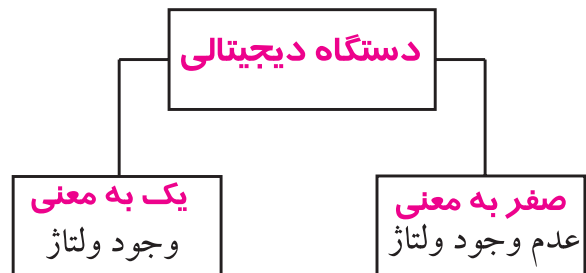 دستگاه دیجیتالی
صفر به معنی
عدم وجود ولتاژ
یک به معنی
وجود ولتاژ